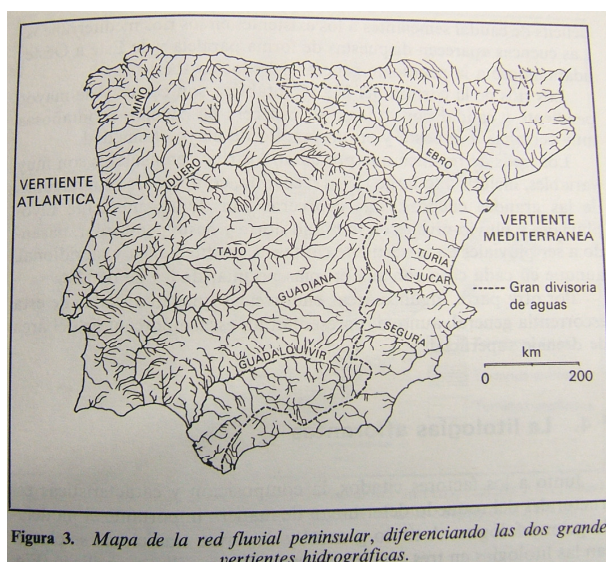 MIÑO
DUERO
EBRO
VERTIENTE
ATLANTICA
VERTIENTE
MEDITERRANEA
TAJO
TURIA
JUCAR
GUADIANA
Gran divisoria
de aguas
SEGURA
GUADALQUIVIR
km
0 200
Figura 3. Mapa de la red fluvial peninsular, diferenciando las dos grande
vertientes hidrográficas.